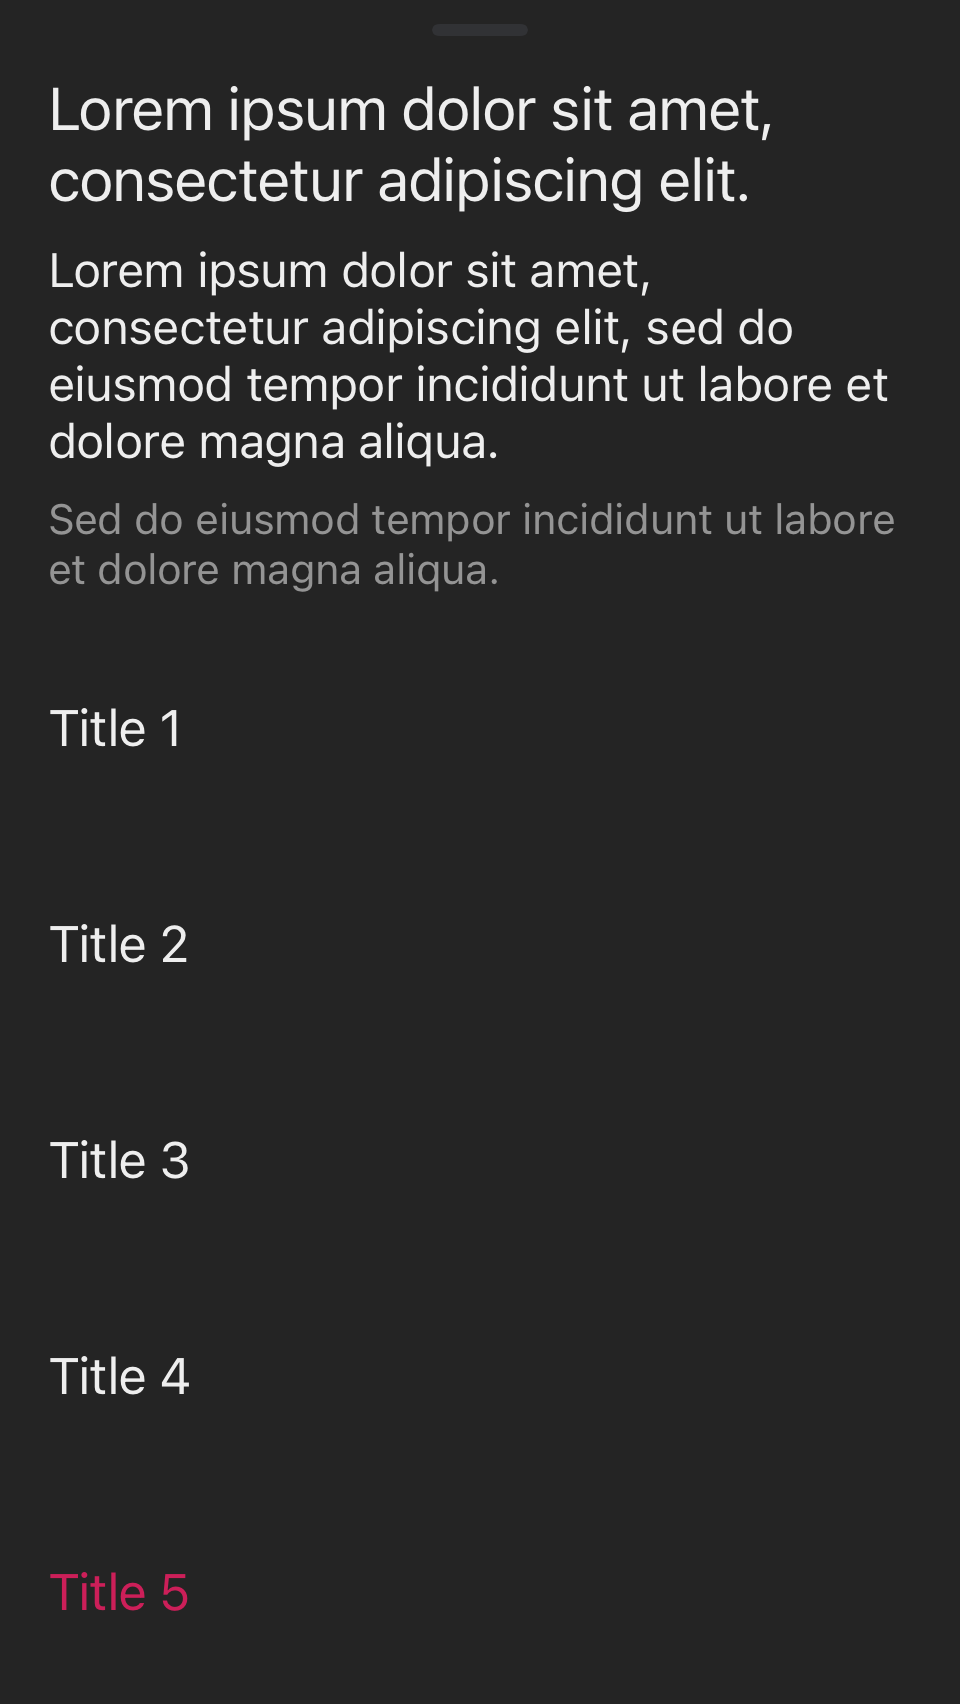 Lorem ipsum dolor sit amet,
consectetur adipiscing elit.
Lorem ipsum dolor sit amet,
consectetur adipiscing elit, sed do
eiusmod tempor incididunt ut labore et
dolore magna aliqua.
Sed do eiusmod tempor incididunt ut labore
et dolore magna aliqua.
Title 1
Title 2
Title 3
Title 4
Title 5